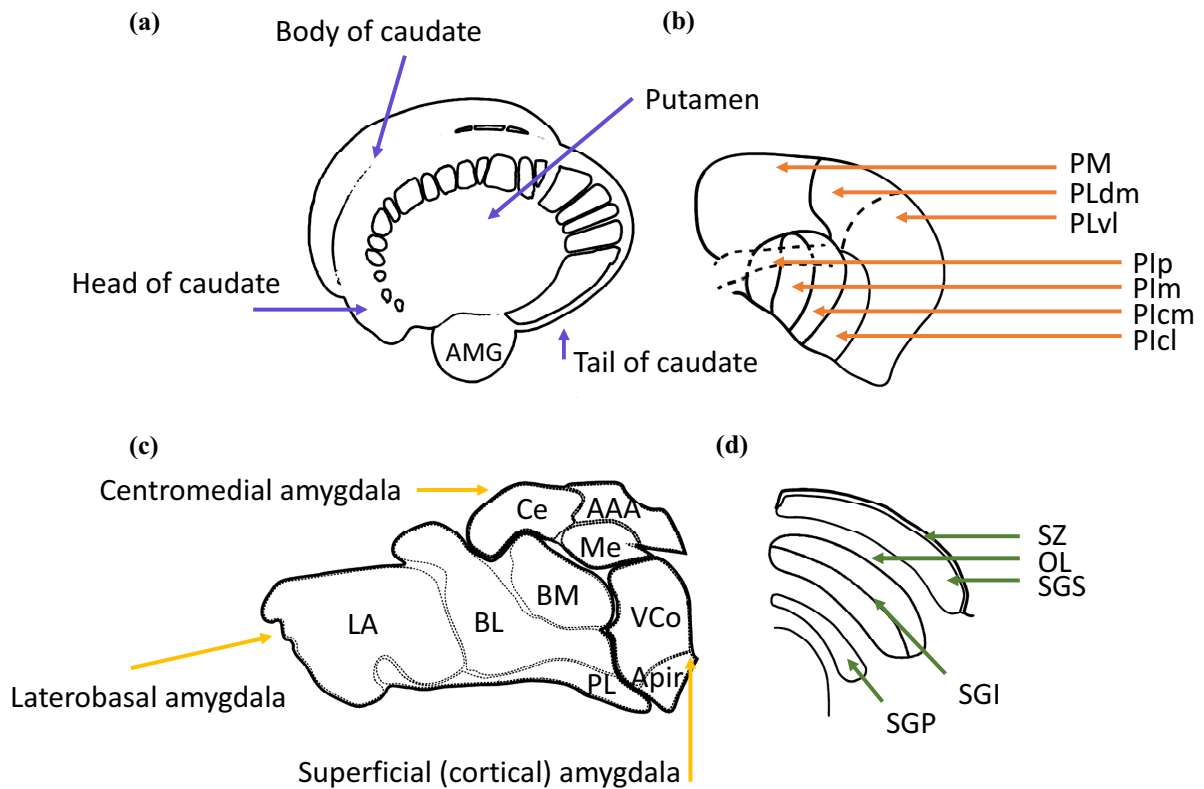 (a)
Body of caudate
Putamen
Head of caudate
AMG
Tail of caudate
(b)
PM
PLdm
PLvl
PIp
PIm
PIcm
PIcl
(c)
Centromedial amygdala
Ce
AAA
Me
BM
LA
BL
VCo
PL
Apir
Laterobasal amygdala
Superficial (cortical) amygdala
(d)
SZ
OL
SGS
SGI
SGP